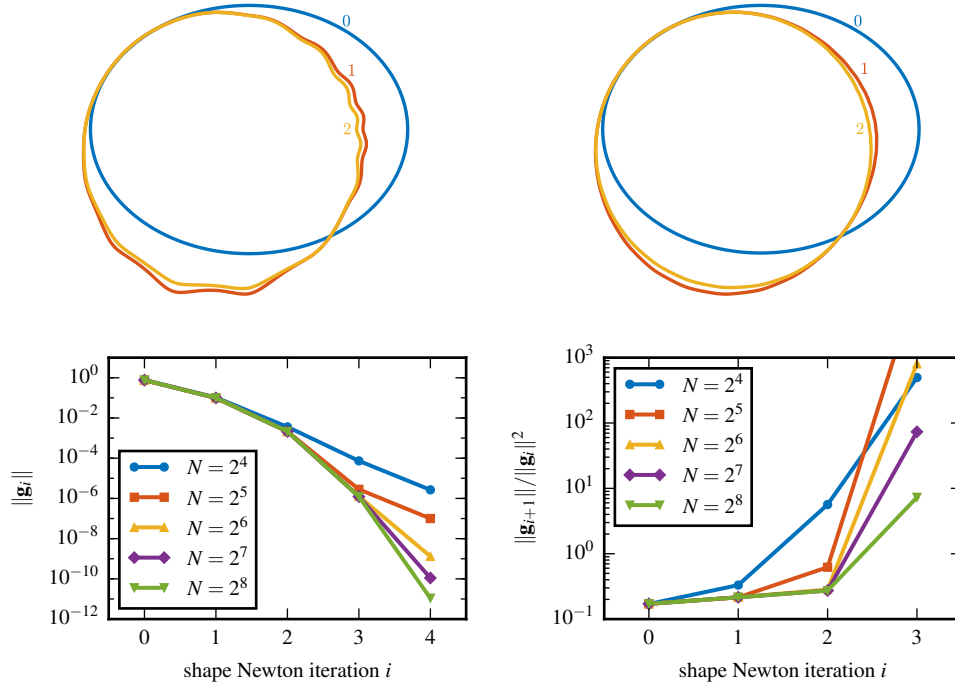 0
1
2
0
1
2
10^0
10^-2
10^-4
10^-6
10^-8
10^-10
10^-12
||g_i||
N = 2^4
N = 2^5
N = 2^6
N = 2^7
N = 2^8
0 1 2 3 4
shape Newton iteration i
10^3
10^2
10^1
10^0
10^-1
||g_{i+1}||/||g_i||^2
N = 2^4
N = 2^5
N = 2^6
N = 2^7
N = 2^8
0 1 2 3
shape Newton iteration i